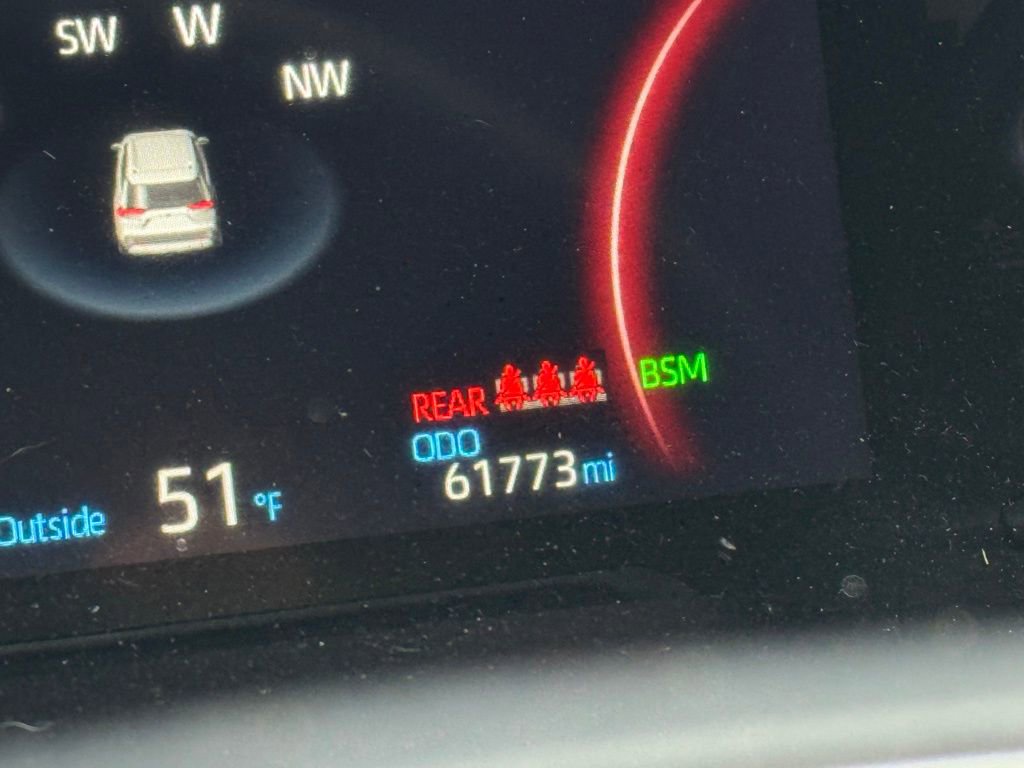 SW W
NW
REAR
BSM
ODO
61773 mi
Outside 51 °F